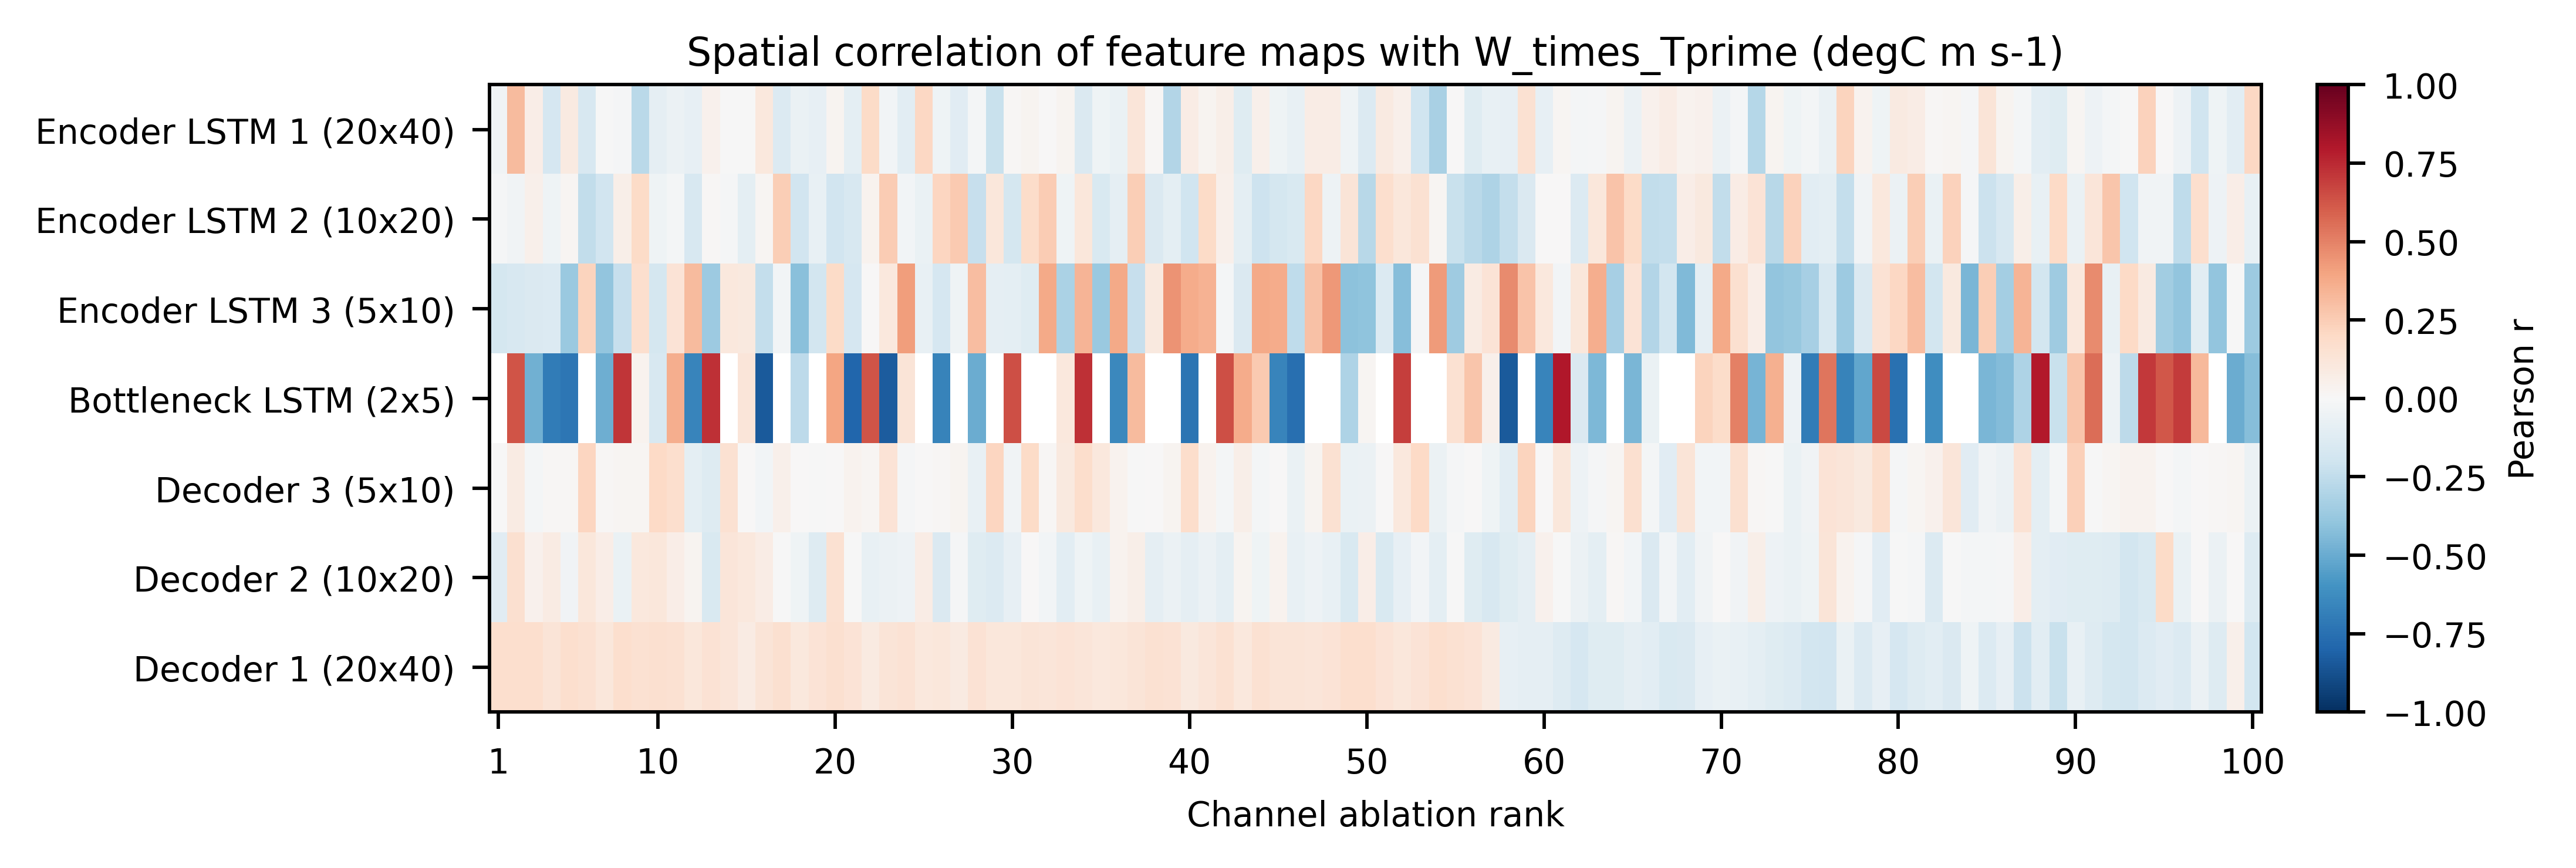 Spatial correlation of feature maps with W_times_Tprime (degC m s-1)
Encoder LSTM 1 (20x40)
Encoder LSTM 2 (10x20)
Encoder LSTM 3 (5x10)
Bottleneck LSTM (2x5)
Decoder 3 (5x10)
Decoder 2 (10x20)
Decoder 1 (20x40)
1 10 20 30 40 50 60 70 80 90 100
Channel ablation rank
1.00
0.75
0.50
0.25
0.00
−0.25
−0.50
−0.75
−1.00
Pearson r